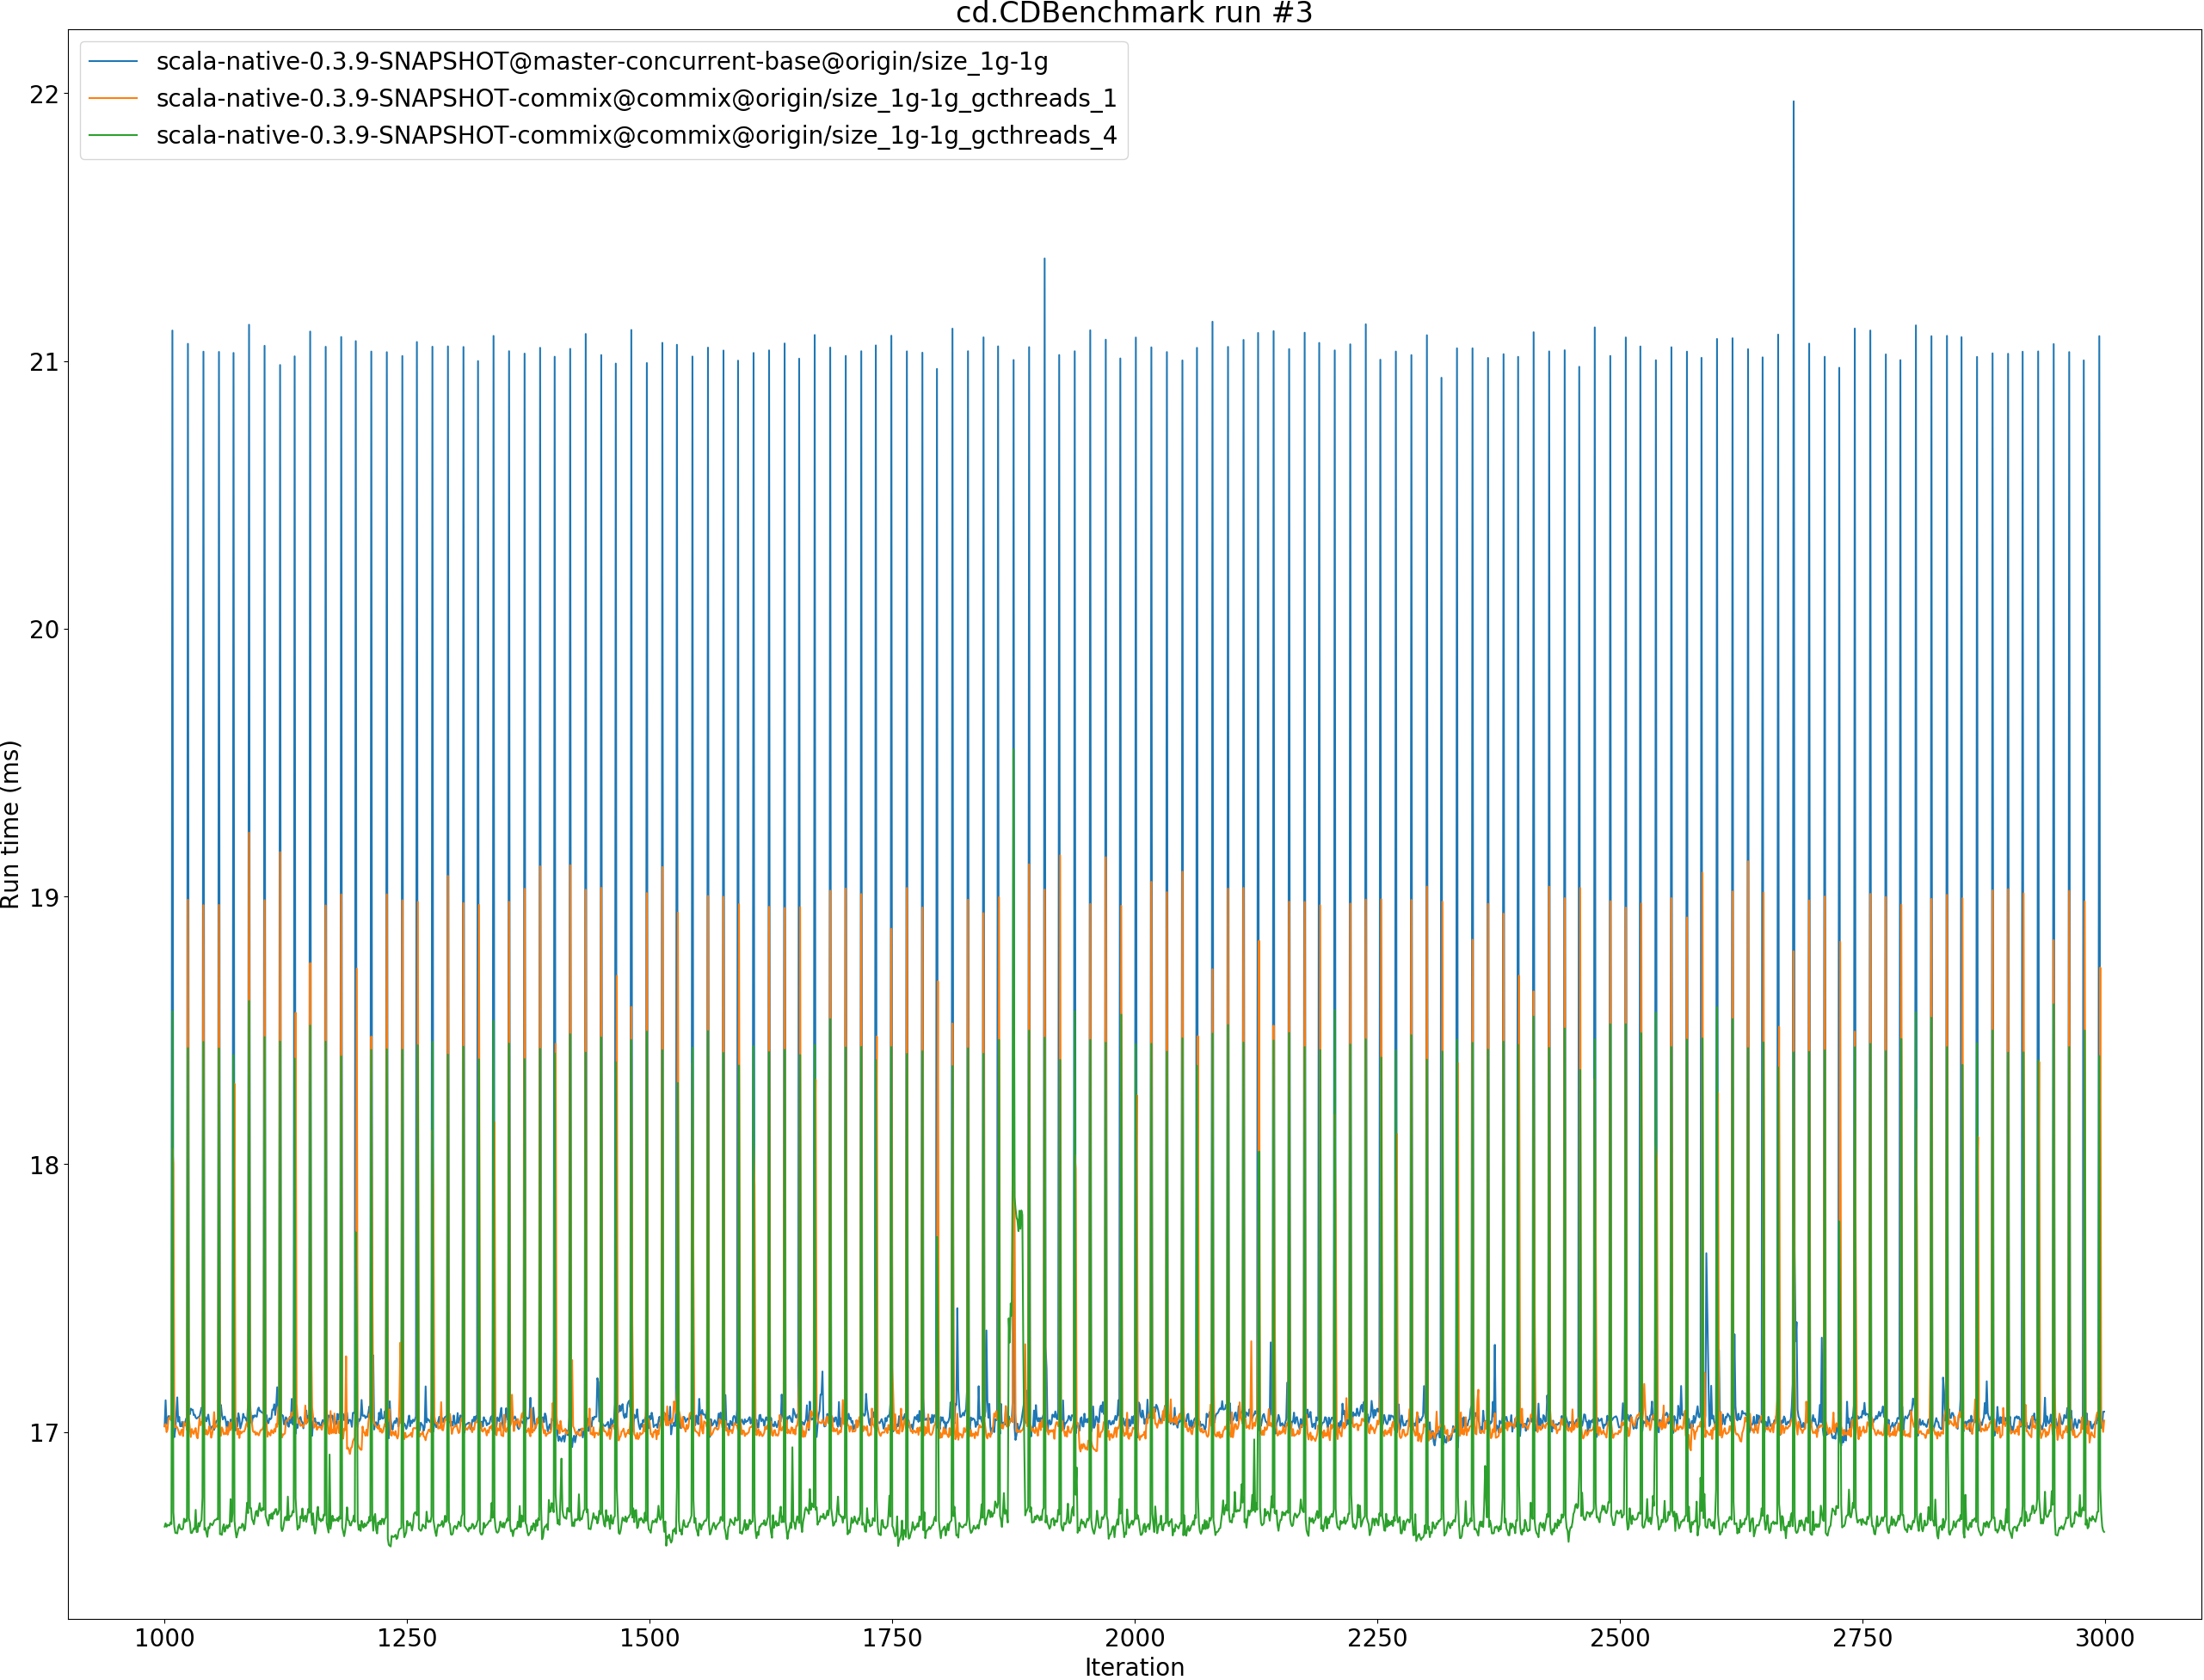 cd.CDBenchmark run #3
scala-native-0.3.9-SNAPSHOT@master-concurrent-base@origin/size_1g-1g
scala-native-0.3.9-SNAPSHOT-commix@commix@origin/size_1g-1g_gcthreads_1
scala-native-0.3.9-SNAPSHOT-commix@commix@origin/size_1g-1g_gcthreads_4
22
21
20
19
18
17
Run time (ms)
1000 1250 1500 1750 2000 2250 2500 2750 3000
Iteration